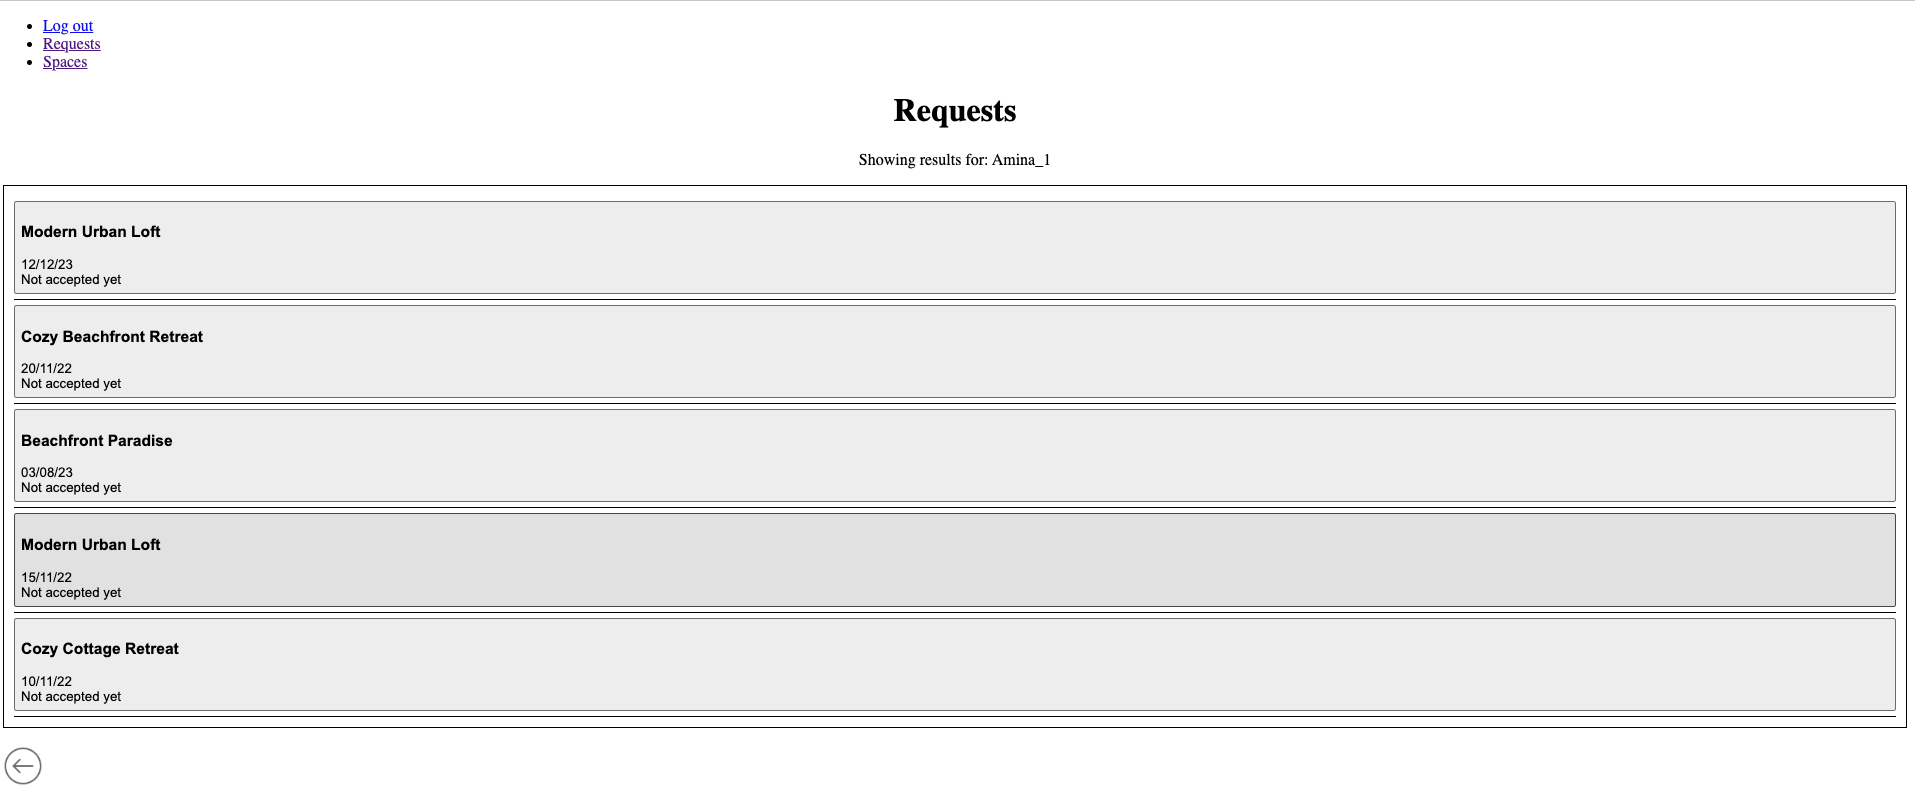 Log out
Requests
Spaces
Requests
Showing results for: Amina_1
Modern Urban Loft
12/12/23
Not accepted yet
Cozy Beachfront Retreat
20/11/22
Not accepted yet
Beachfront Paradise
03/08/23
Not accepted yet
Modern Urban Loft
15/11/22
Not accepted yet
Cozy Cottage Retreat
10/11/22
Not accepted yet